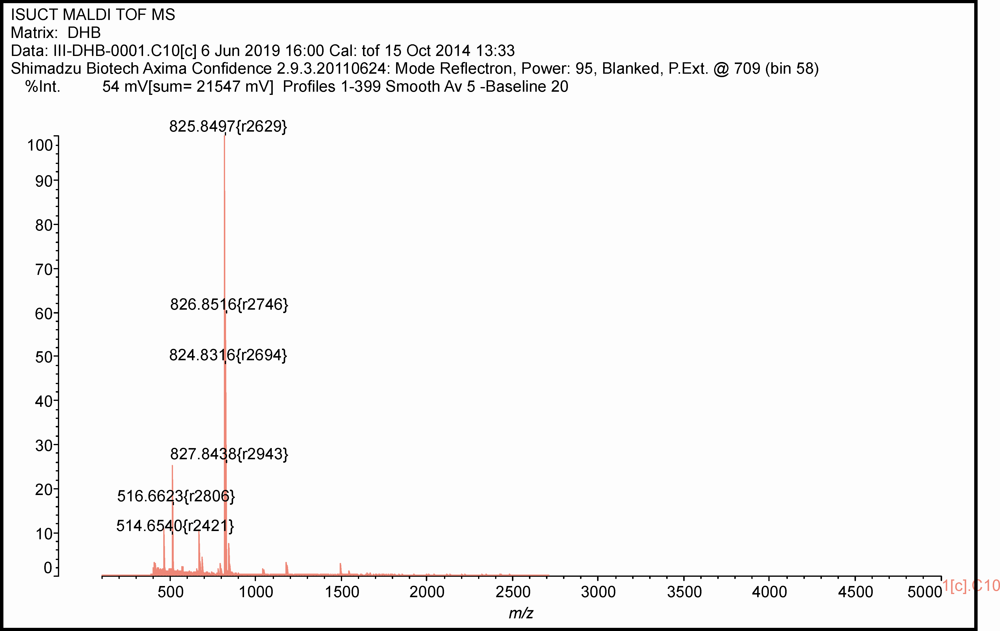 ISUCT MALDI TOF MS
Matrix: DHB
Data: III-DHB-0001.C10[c] 6 Jun 2019 16:00 Cal: tof 15 Oct 2014 13:33
Shimadzu Biotech Axima Confidence 2.9.3.20110624: Mode Reflectron, Power: 95, Blanked, P.Ext. @ 709 (bin 58)
%Int. 54 mV[sum= 21547 mV] Profiles 1-399 Smooth Av 5 -Baseline 20
825.8497{r2629}
100
90
80
70
826.8516{r2746}
60
824.8316{r2694}
50
40
30
827.8438{r2943}
20
516.6623{r2806}
514.6540{r2421}
10
0
500 1000 1500 2000 2500 3000 3500 4000 4500 5000
1[c].C10
m/z